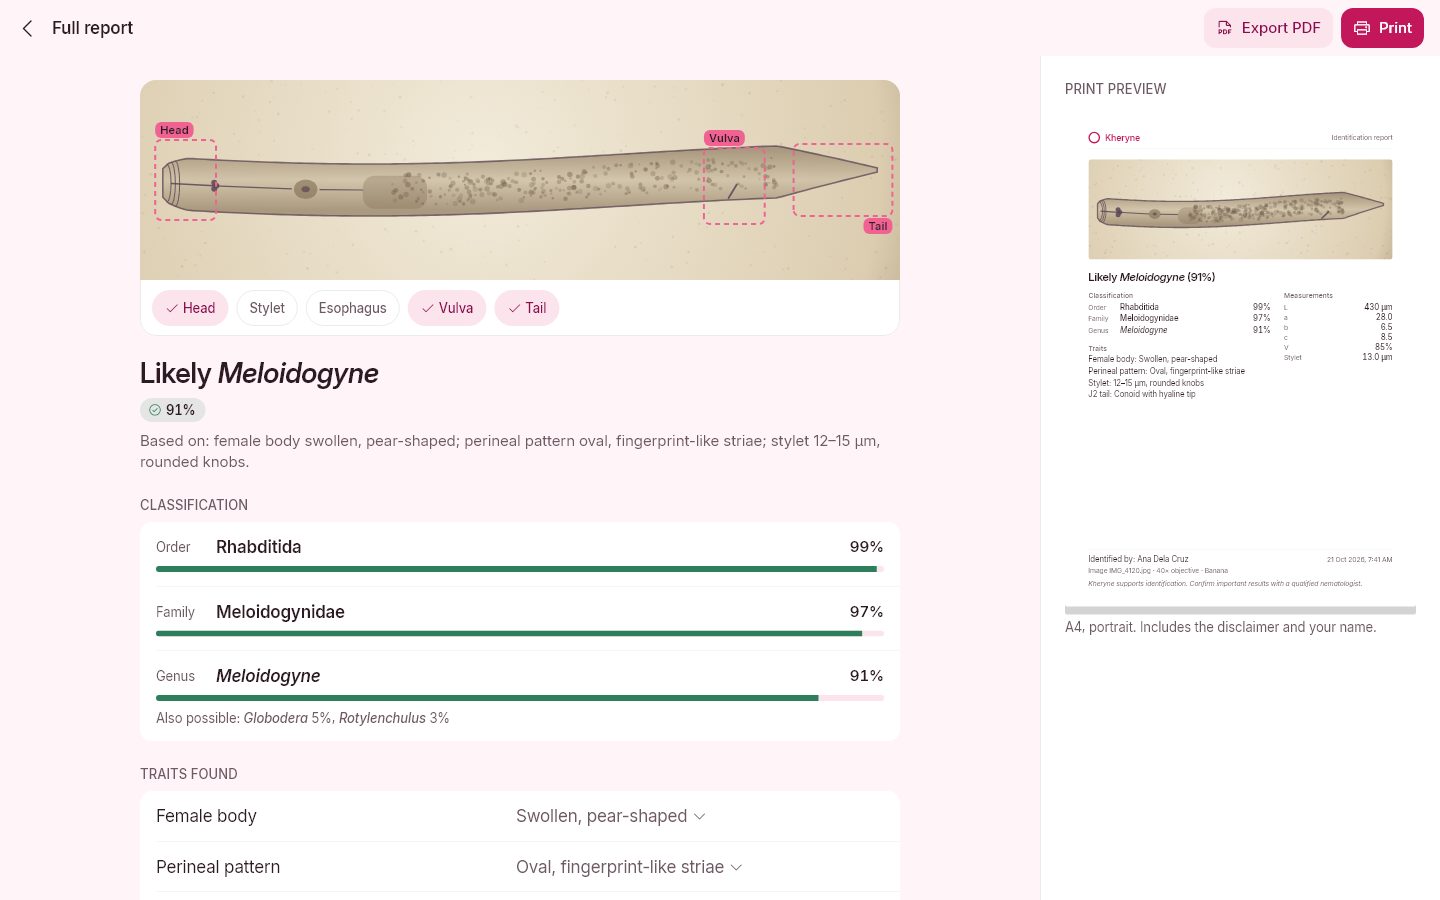 Full report
Export PDF
Print
Head
Vulva
Tail
Head
Stylet
Esophagus
Vulva
Tail
Likely Meloidogyne
91%
Based on: female body swollen, pear-shaped; perineal pattern oval, fingerprint-like striae; stylet 12–15 µm,
rounded knobs.
CLASSIFICATION
Order Rhabditida 99%
Family Meloidogynidae 97%
Genus Meloidogyne 91%
Also possible: Globodera 5%, Rotylenchulus 3%
TRAITS FOUND
Female body Swollen, pear-shaped
Perineal pattern Oval, fingerprint-like striae
PRINT PREVIEW
Kheryne Identification report
Likely Meloidogyne (91%)
Classification
Order Rhabditida 99%
Family Meloidogynidae 97%
Genus Meloidogyne 91%
Traits
Female body: Swollen, pear-shaped
Perineal pattern: Oval, fingerprint-like striae
Stylet: 12–15 µm, rounded knobs
J2 tail: Conoid with hyaline tip
Measurements
L 430 µm
a 28.0
b 6.5
c 8.5
V 85%
Stylet 13.0 µm
Identified by: Ana Dela Cruz 21 Oct 2026, 7:41 AM
Image IMG_4120.jpg · 40× objective · Banana
Kheryne supports identification. Confirm important results with a qualified nematologist.
A4, portrait. Includes the disclaimer and your name.